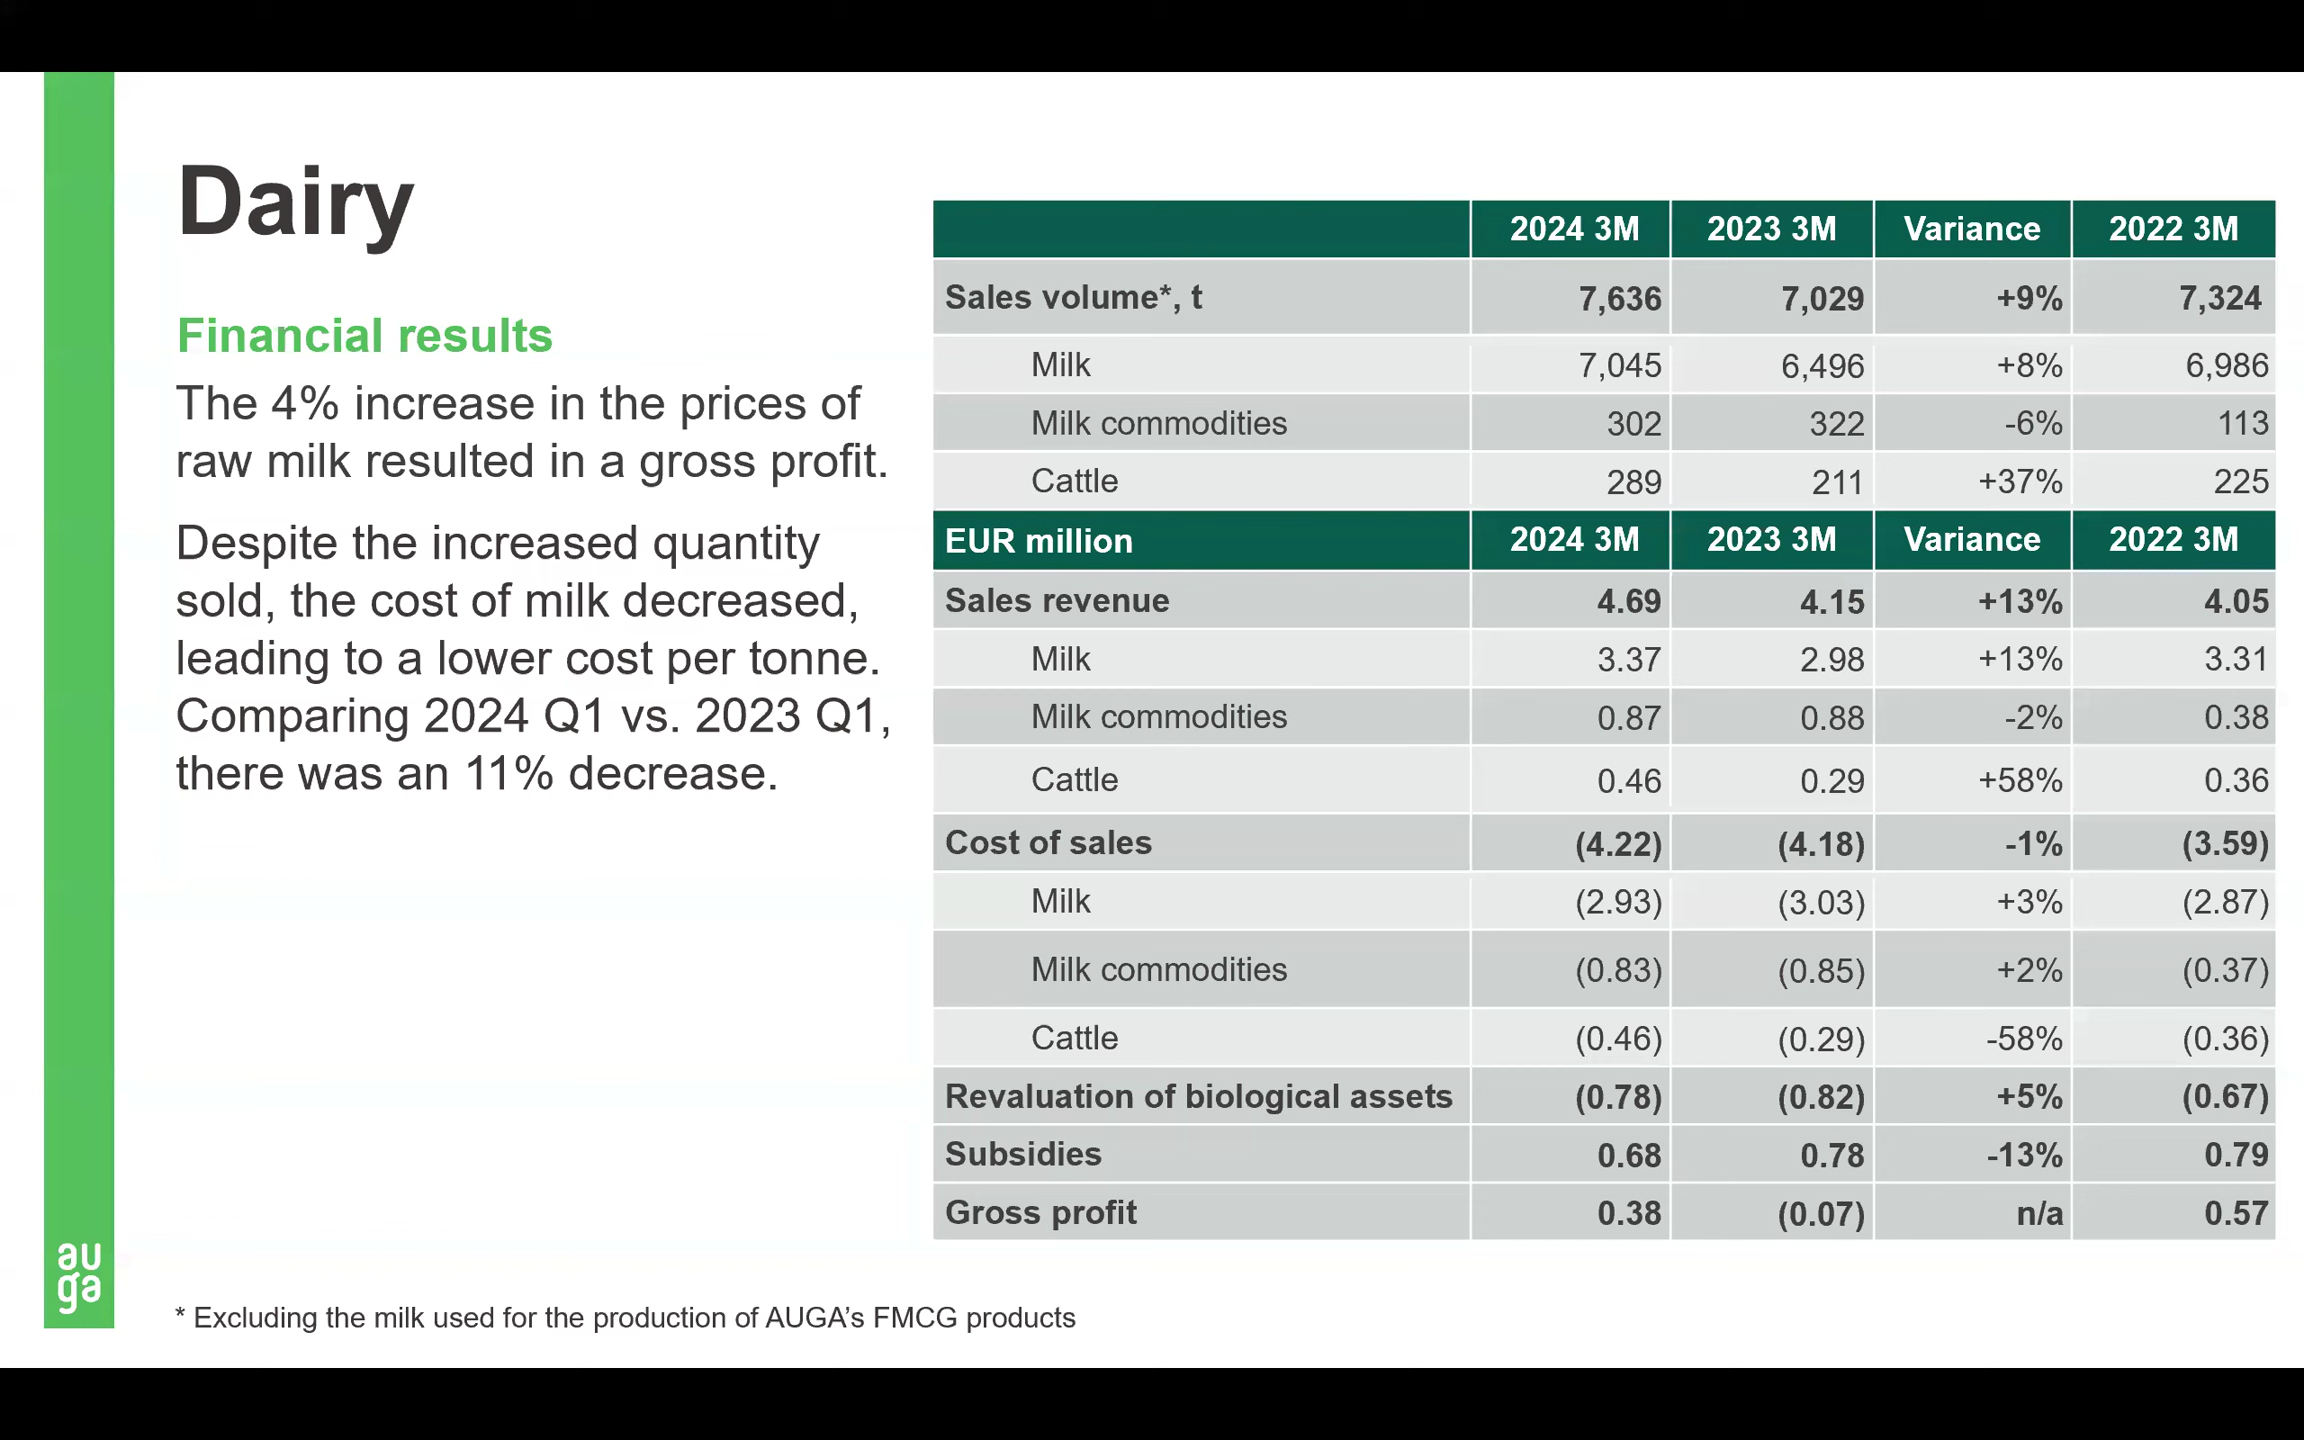 Dairy
Financial results
The 4% increase in the prices of
raw milk resulted in a gross profit.
Despite the increased quantity
sold, the cost of milk decreased,
leading to a lower cost per tonne.
Comparing 2024 Q1 vs. 2023 Q1,
there was an 11% decrease.
2024 3M 2023 3M Variance 2022 3M
Sales volume*, t 7,636 7,029 +9% 7,324
Milk 7,045 6,496 +8% 6,986
Milk commodities 302 322 -6% 113
Cattle 289 211 +37% 225
EUR million 2024 3M 2023 3M Variance 2022 3M
Sales revenue 4.69 4.15 +13% 4.05
Milk 3.37 2.98 +13% 3.31
Milk commodities 0.87 0.88 -2% 0.38
Cattle 0.46 0.29 +58% 0.36
Cost of sales (4.22) (4.18) -1% (3.59)
Milk (2.93) (3.03) +3% (2.87)
Milk commodities (0.83) (0.85) +2% (0.37)
Cattle (0.46) (0.29) -58% (0.36)
Revaluation of biological assets (0.78) (0.82) +5% (0.67)
Subsidies 0.68 0.78 -13% 0.79
Gross profit 0.38 (0.07) n/a 0.57
au
ga
* Excluding the milk used for the production of AUGA’s FMCG products